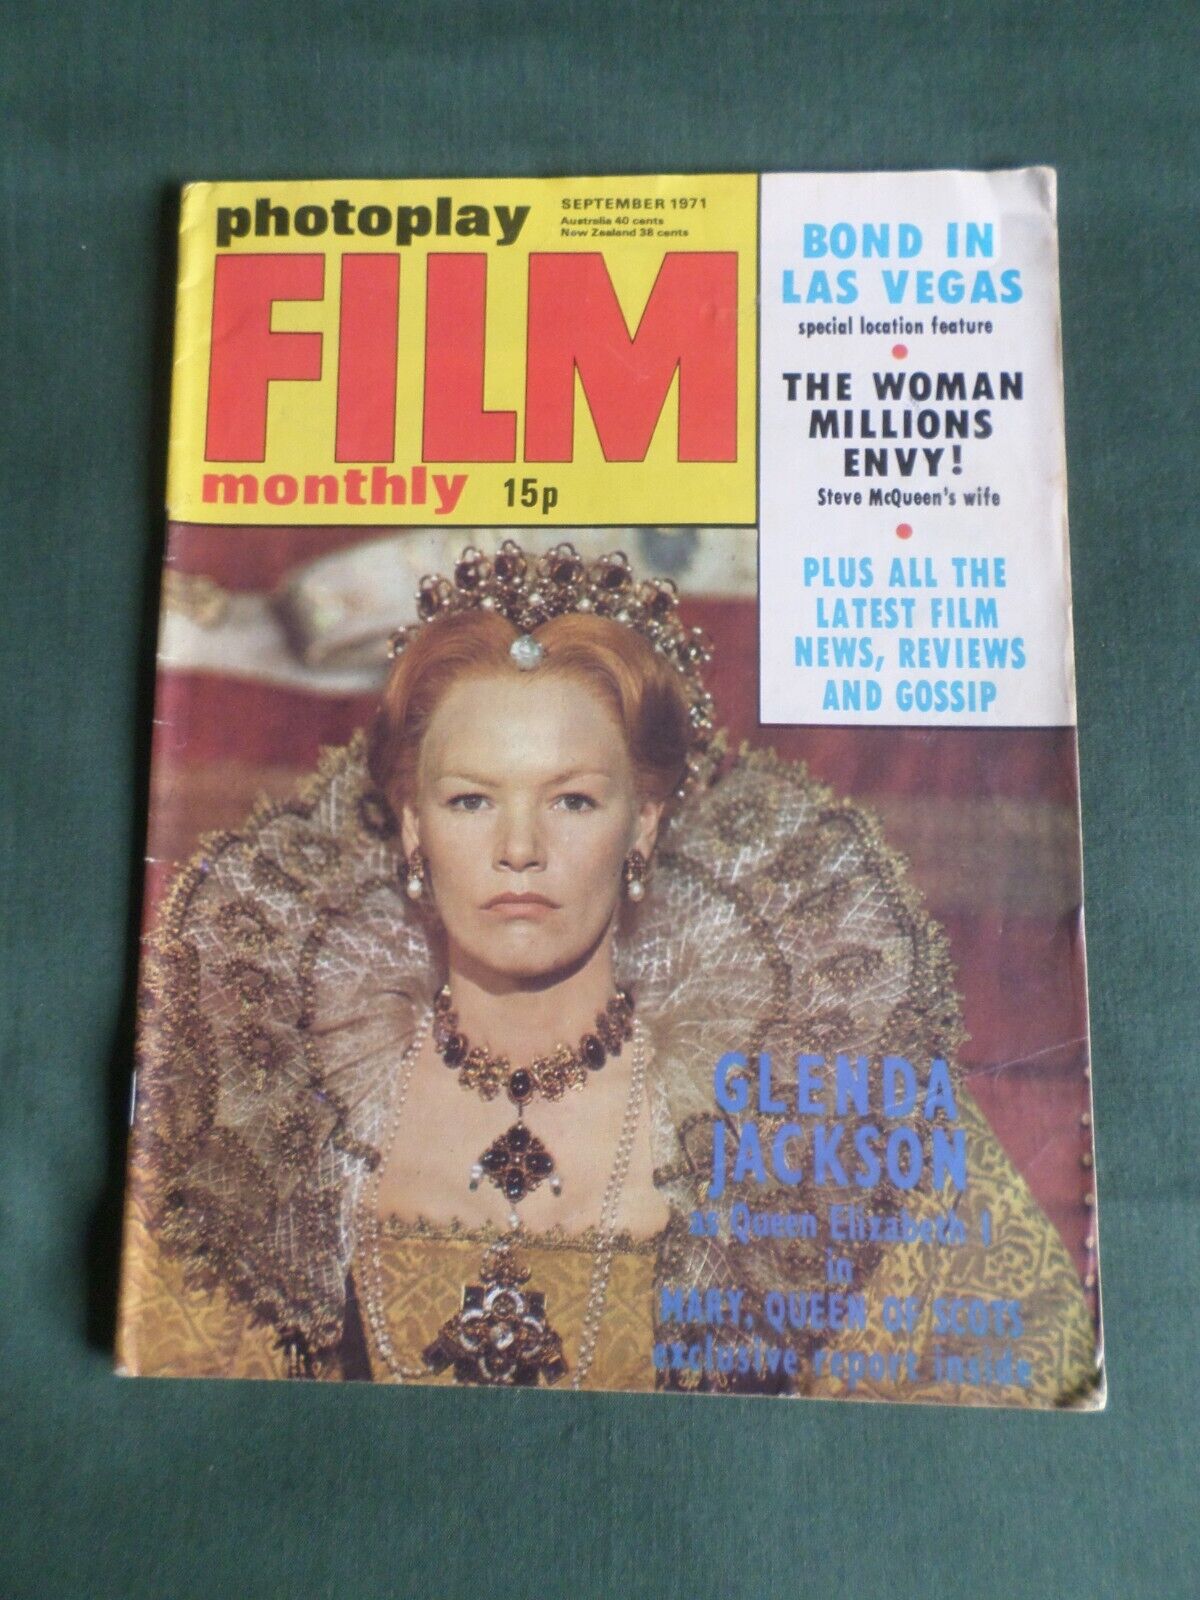 photoplay
SEPTEMBER 1971
Australia 40 cents
New Zealand 38 cents
FILM
monthly 15p
BOND IN
LAS VEGAS
special location feature
THE WOMAN
MILLIONS
ENVY!
Steve McQueen's wife
PLUS ALL THE
LATEST FILM
NEWS, REVIEWS
AND GOSSIP
GLENDA
JACKSON
as Queen Elizabeth I
in
MARY, QUEEN OF SCOTS
exclusive report inside